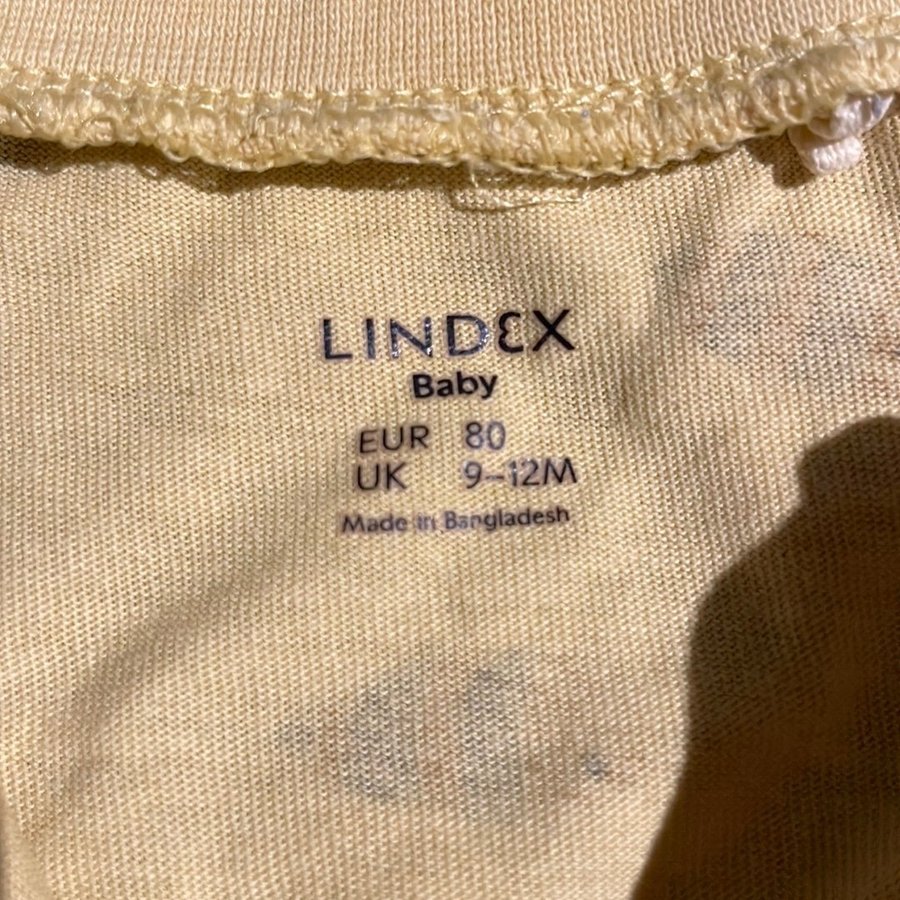 LINDEX
Baby
EUR 80
UK 9-12M
Made in Bangladesh